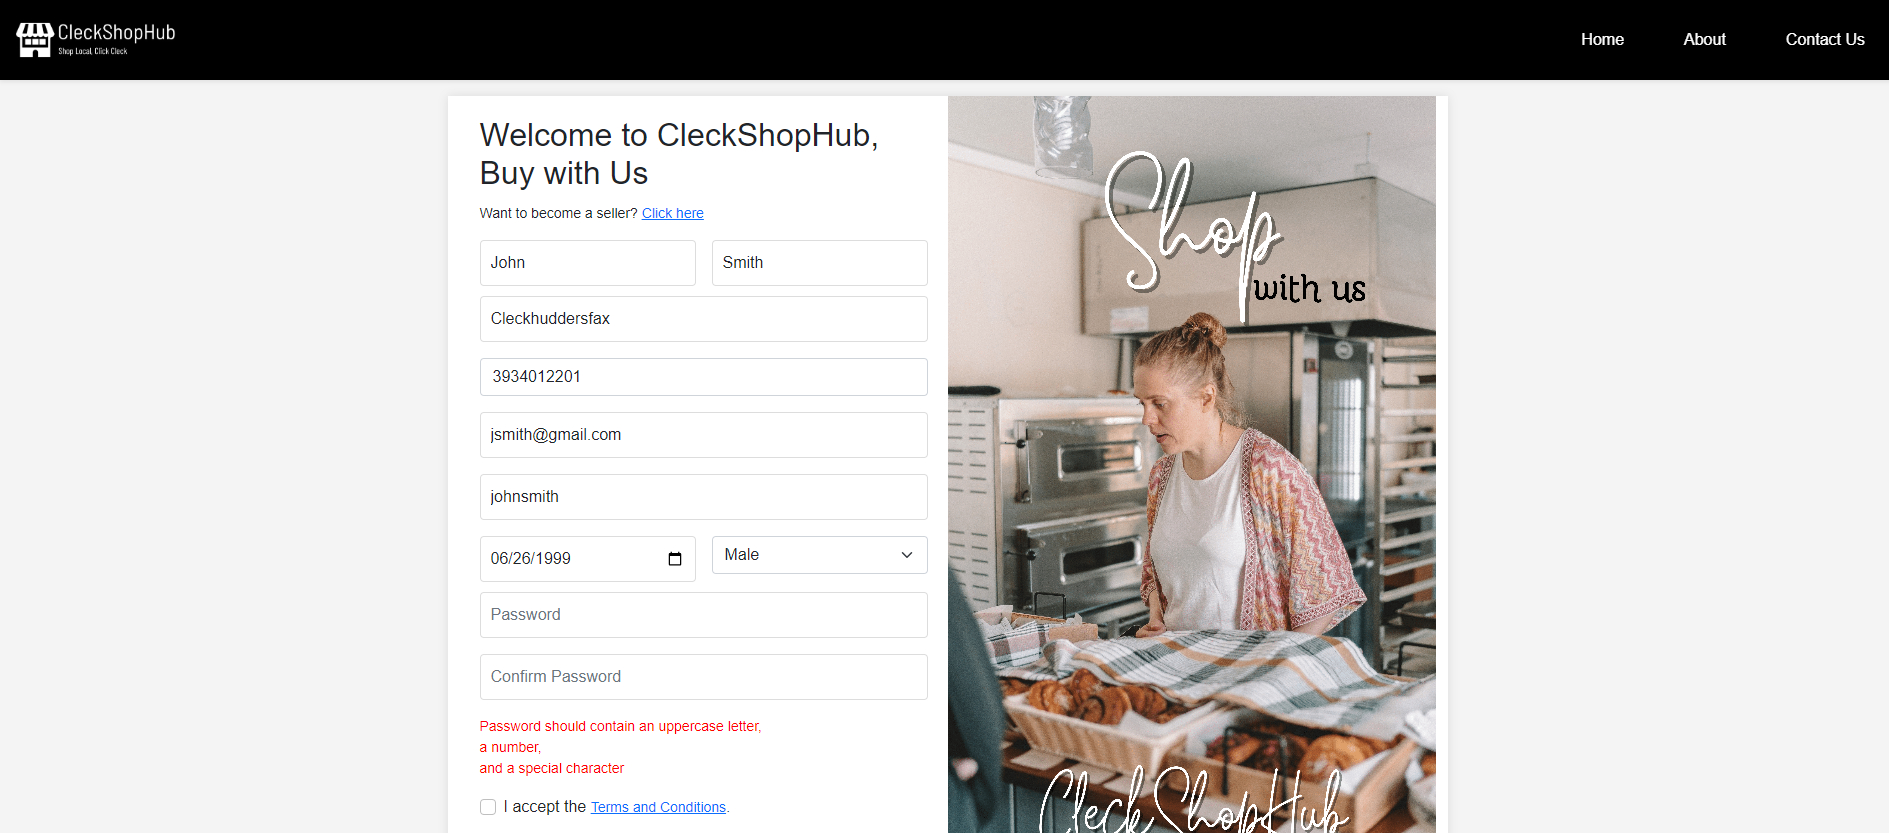 CleckShopHub
Shop Local, Click Cleck
Home
About
Contact Us
Welcome to CleckShopHub,
Buy with Us
Want to become a seller? Click here
John
Smith
Cleckhuddersfax
3934012201
jsmith@gmail.com
johnsmith
06/26/1999
Male
Password
Confirm Password
Password should contain an uppercase letter,
a number,
and a special character
I accept the Terms and Conditions.
Shop
with us
CleckShopHub